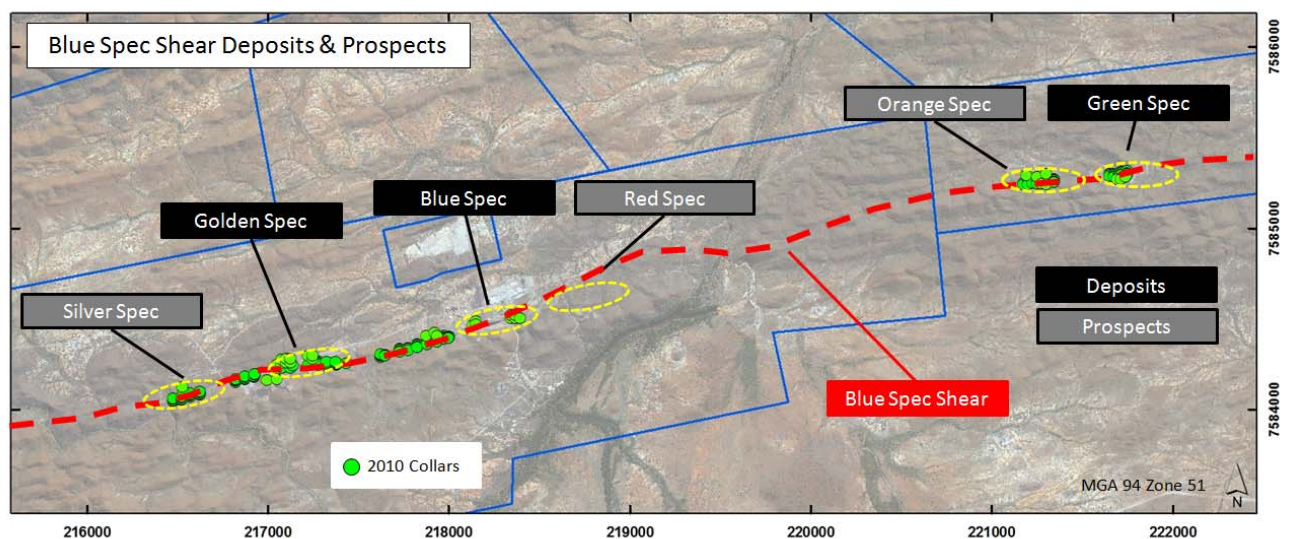 Blue Spec Shear Deposits & Prospects
7586000
Orange Spec
Green Spec
Blue Spec
Red Spec
Golden Spec
7585000
Silver Spec
Deposits
Prospects
Blue Spec Shear
7584000
2010 Collars
MGA 94 Zone 51
N
216000
217000
218000
219000
220000
221000
222000